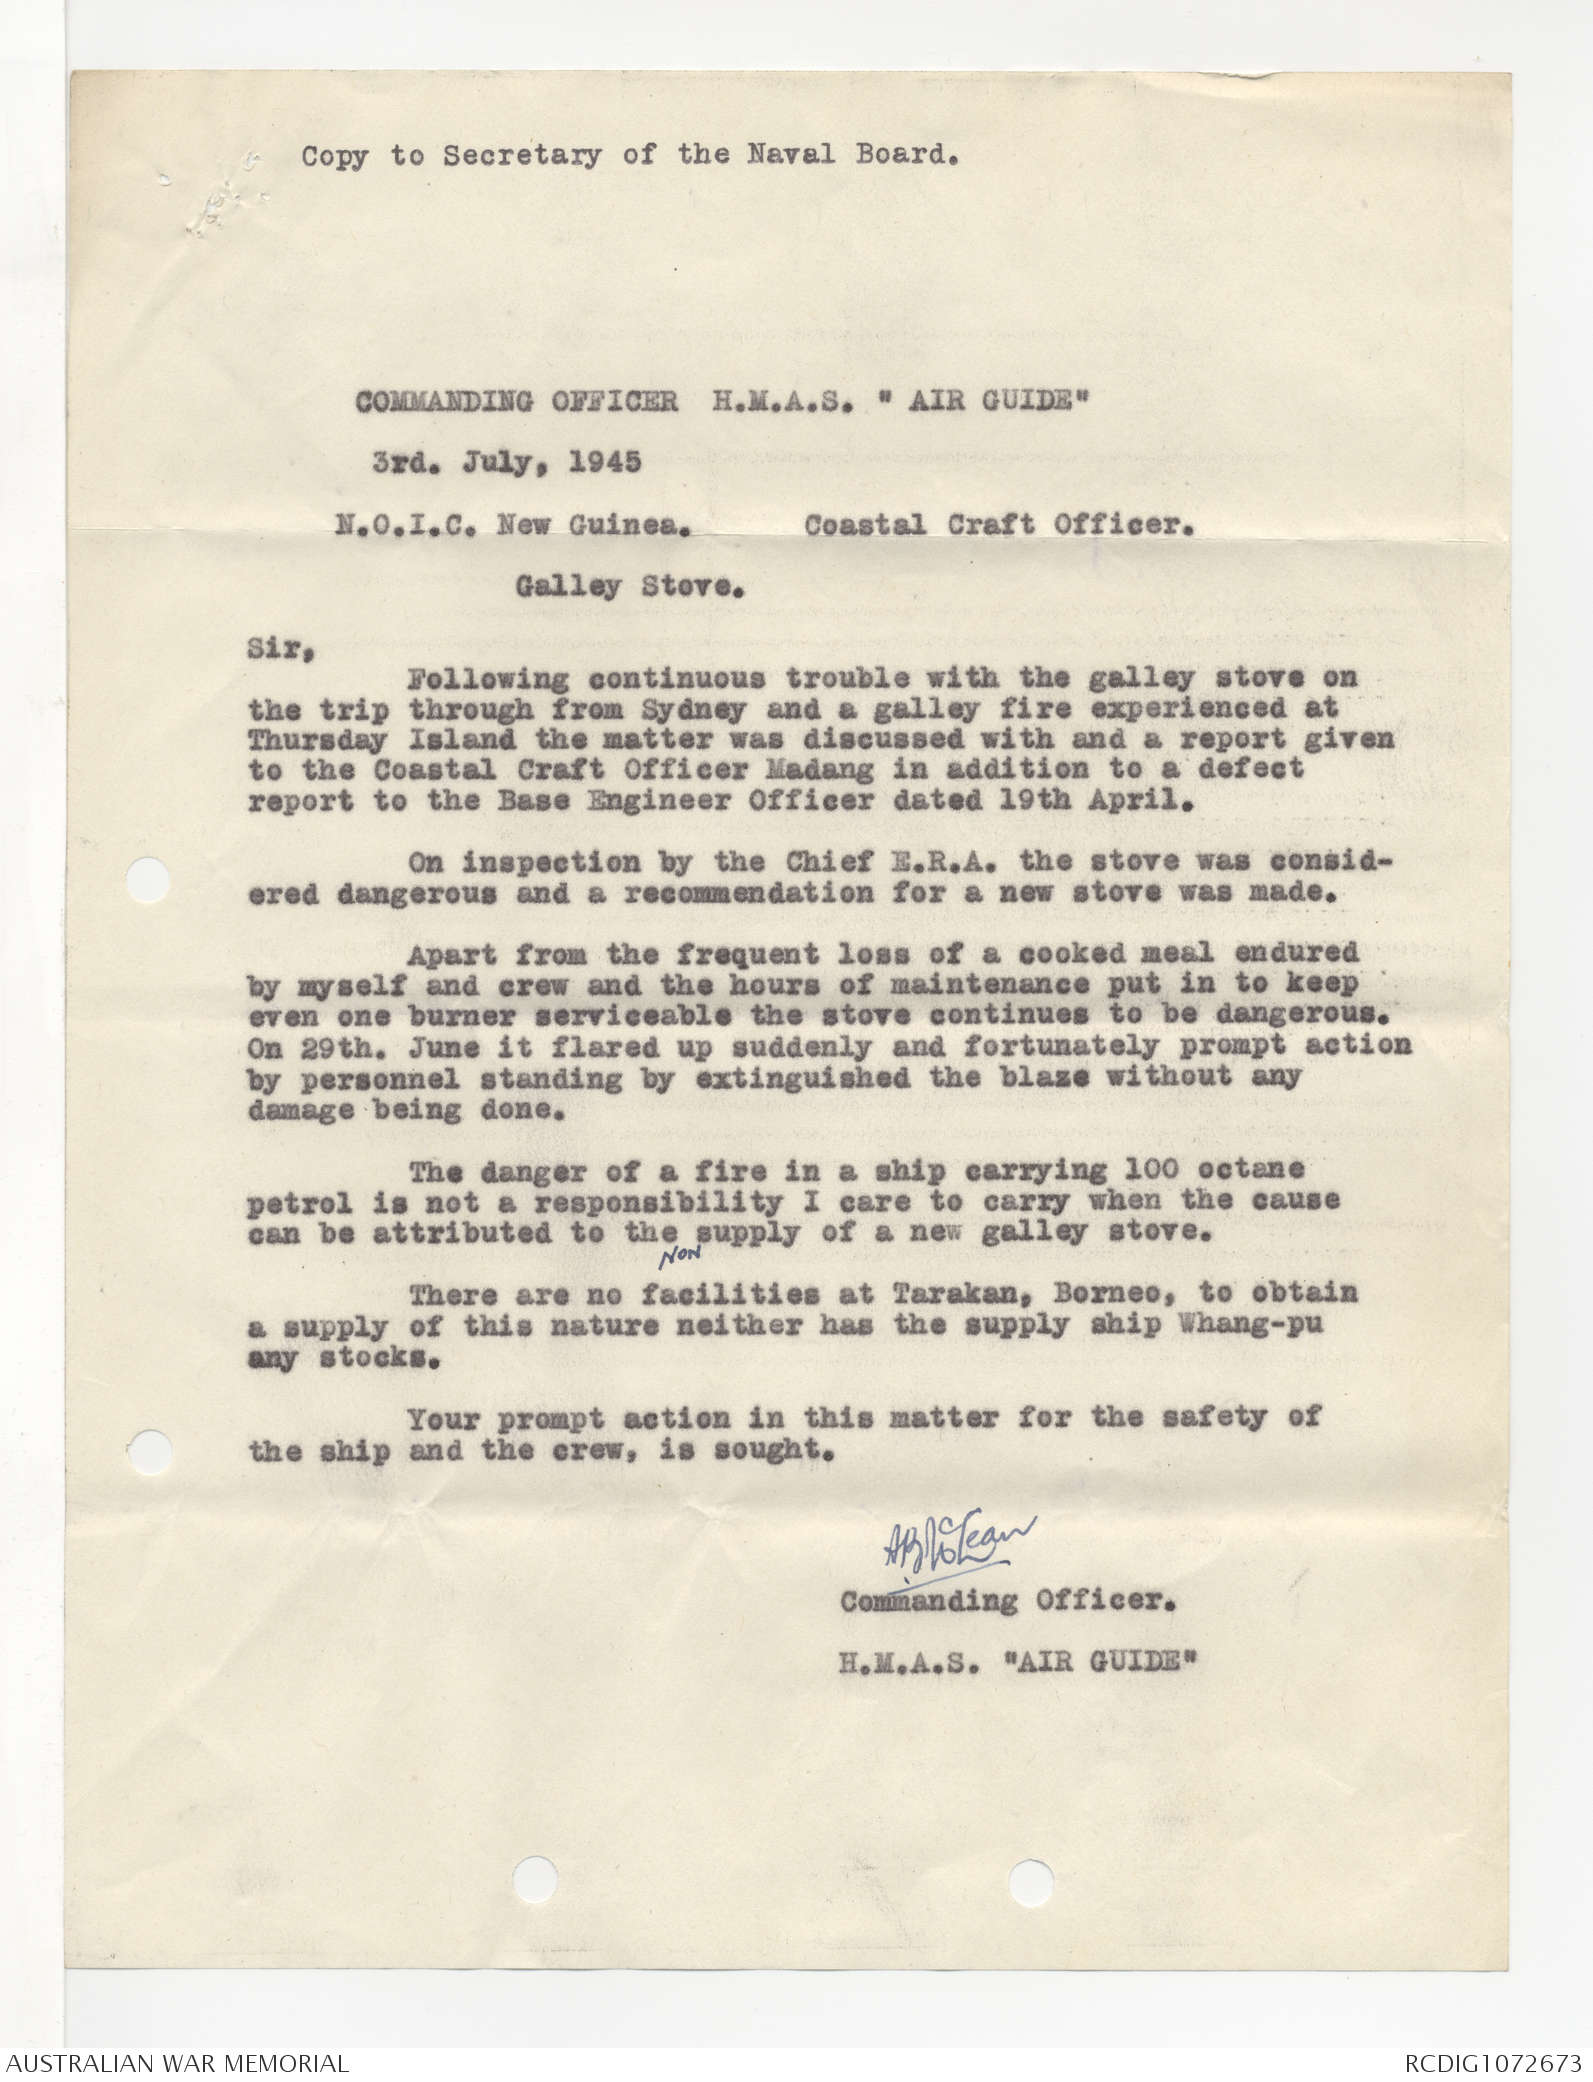 Copy to Secretary of the Naval Board.
COMMANDING OFFICER H.M.A.S. " AIR GUIDE"
3rd. July, 1945
N.O.I.C. New Guinea. Coastal Craft Officer.
Galley Stove.
Sir,
Following continuous trouble with the galley stove on
the trip through from Sydney and a galley fire experienced at
Thursday Island the matter was discussed with and a report given
to the Coastal Craft Officer Madang in addition to a defect
report to the Base Engineer Officer dated 19th April.
On inspection by the Chief E.R.A. the stove was consid-
ered dangerous and a recommendation for a new stove was made.
Apart from the frequent loss of a cooked meal endured
by myself and crew and the hours of maintenance put in to keep
even one burner serviceable the stove continues to be dangerous.
On 29th. June it flared up suddenly and fortunately prompt action
by personnel standing by extinguished the blaze without any
damage being done.
The danger of a fire in a ship carrying 100 octane
petrol is not a responsibility I care to carry when the cause
can be attributed to the supply of a new galley stove.
NON
There are no facilities at Tarakan, Borneo, to obtain
a supply of this nature neither has the supply ship Whang-pu
any stocks.
Your prompt action in this matter for the safety of
the ship and the crew, is sought.
AB McLean
Commanding Officer.
H.M.A.S. "AIR GUIDE"
AUSTRALIAN WAR MEMORIAL
RCDIG1072673